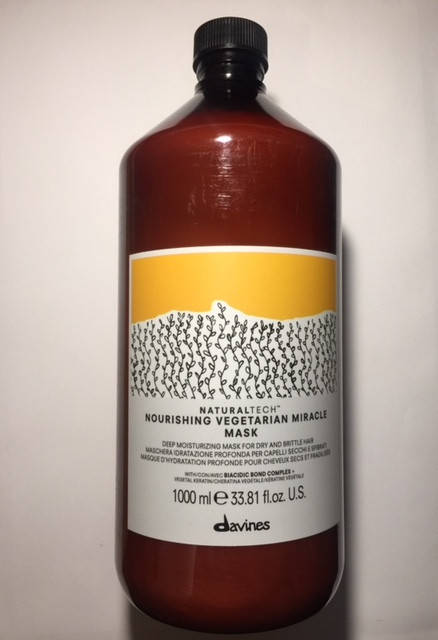 NATURALTECH™
NOURISHING VEGETARIAN MIRACLE
MASK
DEEP MOISTURIZING MASK FOR DRY AND BRITTLE HAIR
MASCHERA IDRATAZIONE PROFONDA PER CAPELLI SECCHI E SFIBRATI
MASQUE D'HYDRATATION PROFONDE POUR CHEVEUX SECS ET FRAGILISÉS
WITH/CON/AVEC BIACIDIC BOND COMPLEX +
VEGETAL KERATIN/CHERATINA VEGETALE/KÉRATINE VÉGÉTALE
1000 ml ℮ 33.81 fl.oz. U.S.
davines